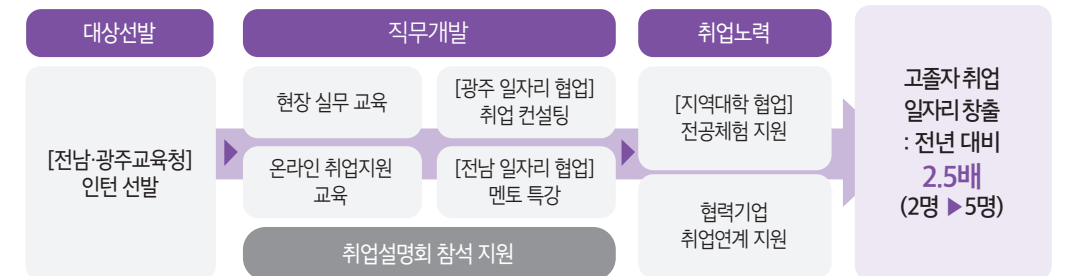 대상선발
[전남·광주교육청]
인턴 선발
직무개발
현장 실무 교육
[광주 일자리 협업]
취업 컨설팅
온라인 취업지원
교육
[전남 일자리 협업]
멘토 특강
취업설명회 참석 지원
취업노력
[지역대학 협업]
전공체험 지원
협력기업
취업연계 지원
고졸자 취업
일자리 창출
: 전년 대비
2.5배
(2명 ▶5명)